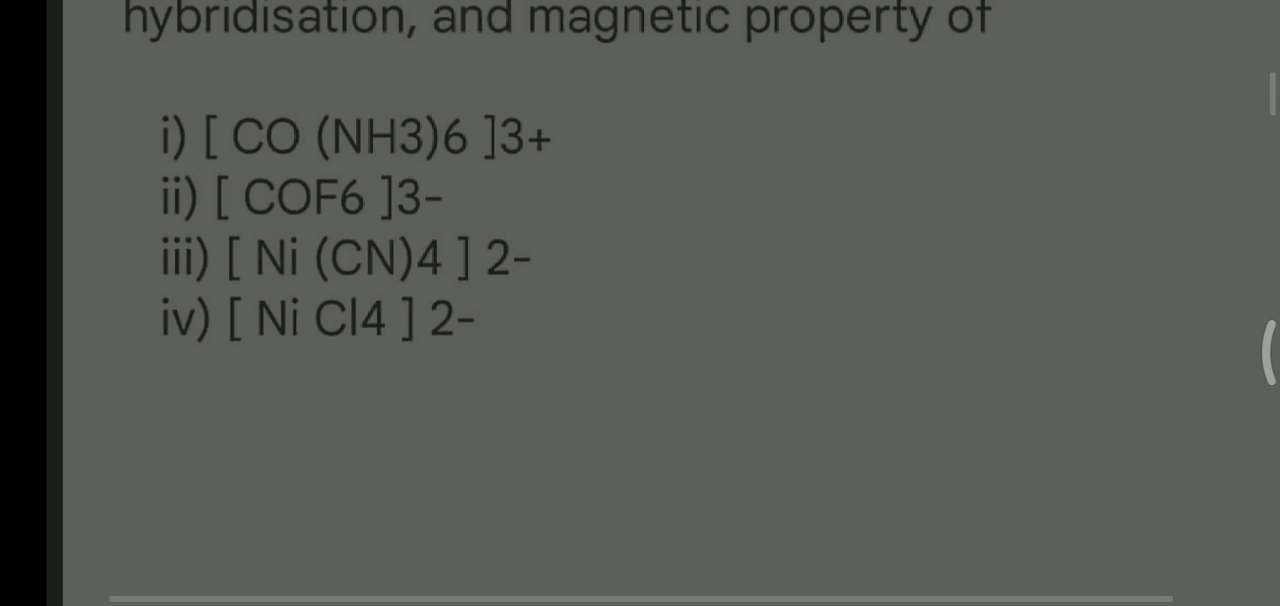 hybridisation, and magnetic property of
i) [ CO (NH3)6 ]3+
ii) [ COF6 ]3-
iii) [ Ni (CN)4 ] 2-
iv) [ Ni Cl4 ] 2-